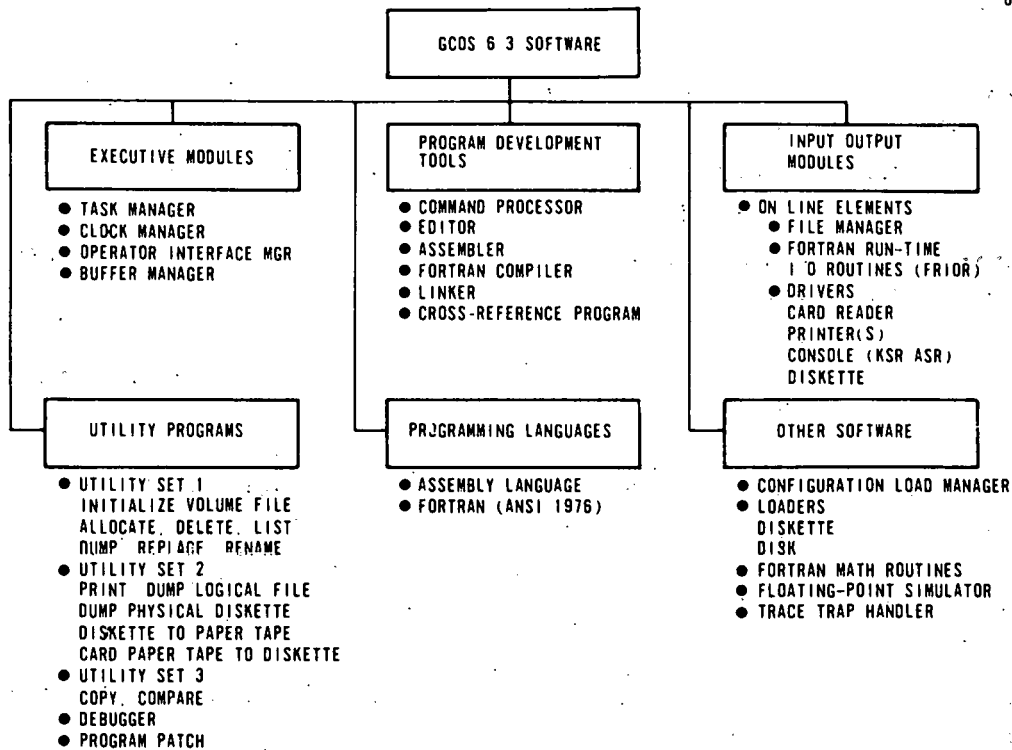 GCOS 6 3 SOFTWARE
EXECUTIVE MODULES
● TASK MANAGER
● CLOCK MANAGER
● OPERATOR INTERFACE MGR
● BUFFER MANAGER
PROGRAM DEVELOPMENT
TOOLS
● COMMAND PROCESSOR
● EDITOR
● ASSEMBLER
● FORTRAN COMPILER
● LINKER
● CROSS-REFERENCE PROGRAM
INPUT OUTPUT
MODULES
● ON LINE ELEMENTS
● FILE MANAGER
● FORTRAN RUN-TIME
I O ROUTINES (FRIOR)
● DRIVERS
CARD READER
PRINTER(S)
CONSOLE (KSR ASR)
DISKETTE
UTILITY PROGRAMS
● UTILITY SET 1
INITIALIZE VOLUME FILE
ALLOCATE, DELETE, LIST
DUMP REPLACE RENAME
● UTILITY SET 2
PRINT DUMP LOGICAL FILE
DUMP PHYSICAL DISKETTE
DISKETTE TO PAPER TAPE
CARD PAPER TAPE TO DISKETTE
● UTILITY SET 3
COPY, COMPARE
● DEBUGGER
● PROGRAM PATCH
PROGRAMMING LANGUAGES
● ASSEMBLY LANGUAGE
● FORTRAN (ANSI 1976)
OTHER SOFTWARE
● CONFIGURATION LOAD MANAGER
● LOADERS
DISKETTE
DISK
● FORTRAN MATH ROUTINES
● FLOATING-POINT SIMULATOR
● TRACE TRAP HANDLER